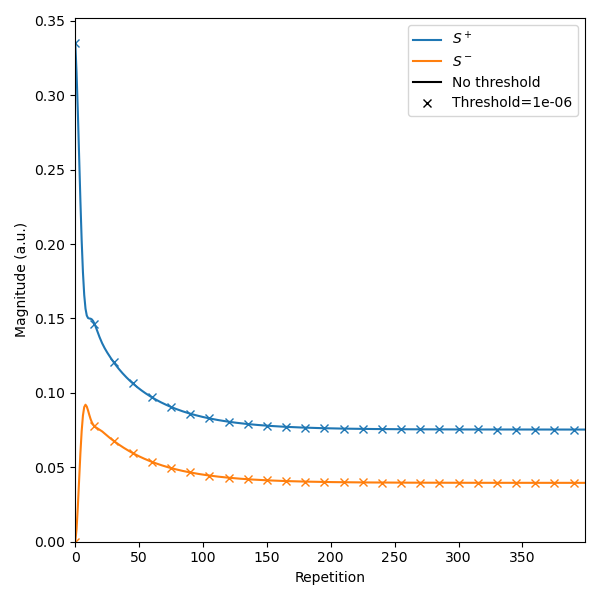 0.35
0.30
0.25
0.20
0.15
0.10
0.05
0.00
Magnitude (a.u.)
0 50 100 150 200 250 300 350
Repetition
S⁺
S⁻
No threshold
Threshold=1e-06